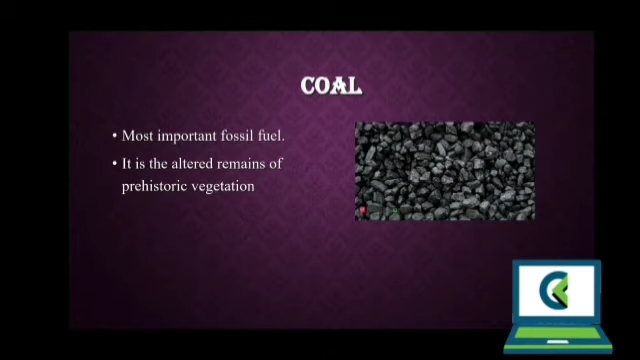 COAL
• Most important fossil fuel.
• It is the altered remains of
prehistoric vegetation